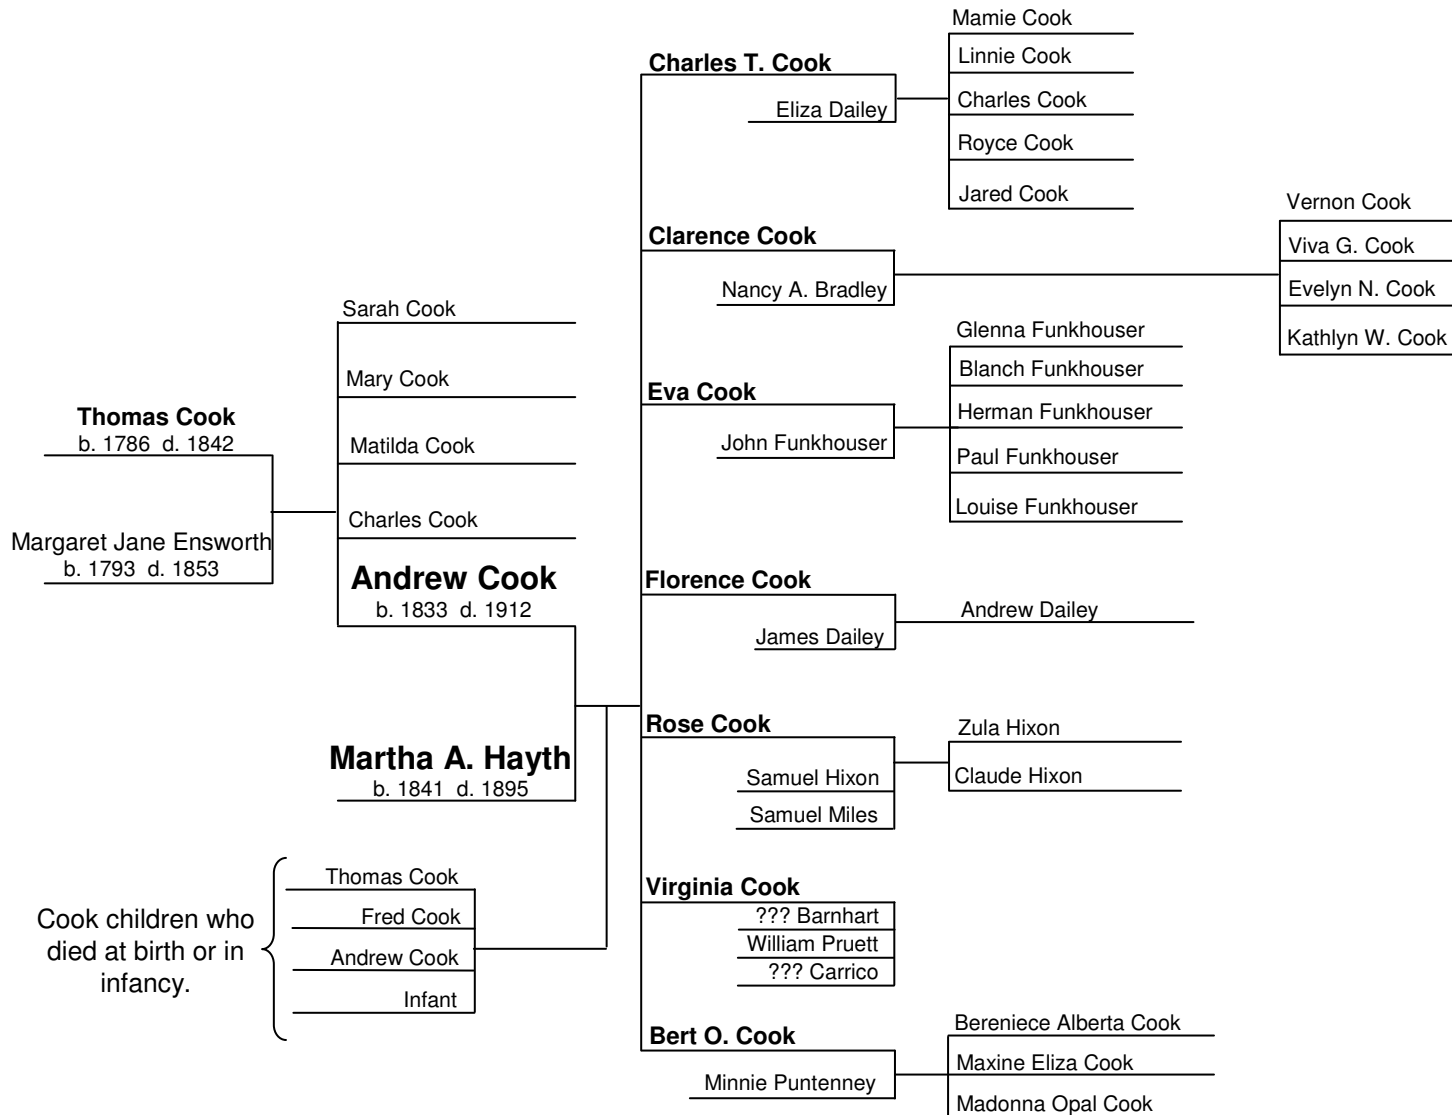 Thomas Cook
b. 1786 d. 1842
Margaret Jane Ensworth
b. 1793 d. 1853
Sarah Cook
Mary Cook
Matilda Cook
Charles Cook
Andrew Cook
b. 1833 d. 1912
Martha A. Hayth
b. 1841 d. 1895
Cook children who
died at birth or in
infancy.
Thomas Cook
Fred Cook
Andrew Cook
Infant
Charles T. Cook
Eliza Dailey
Mamie Cook
Linnie Cook
Charles Cook
Royce Cook
Jared Cook
Clarence Cook
Nancy A. Bradley
Vernon Cook
Viva G. Cook
Evelyn N. Cook
Kathlyn W. Cook
Eva Cook
John Funkhouser
Glenna Funkhouser
Blanch Funkhouser
Herman Funkhouser
Paul Funkhouser
Louise Funkhouser
Florence Cook
James Dailey
Andrew Dailey
Rose Cook
Samuel Hixon
Samuel Miles
Zula Hixon
Claude Hixon
Virginia Cook
??? Barnhart
William Pruett
??? Carrico
Bert O. Cook
Minnie Puntenney
Bereniece Alberta Cook
Maxine Eliza Cook
Madonna Opal Cook